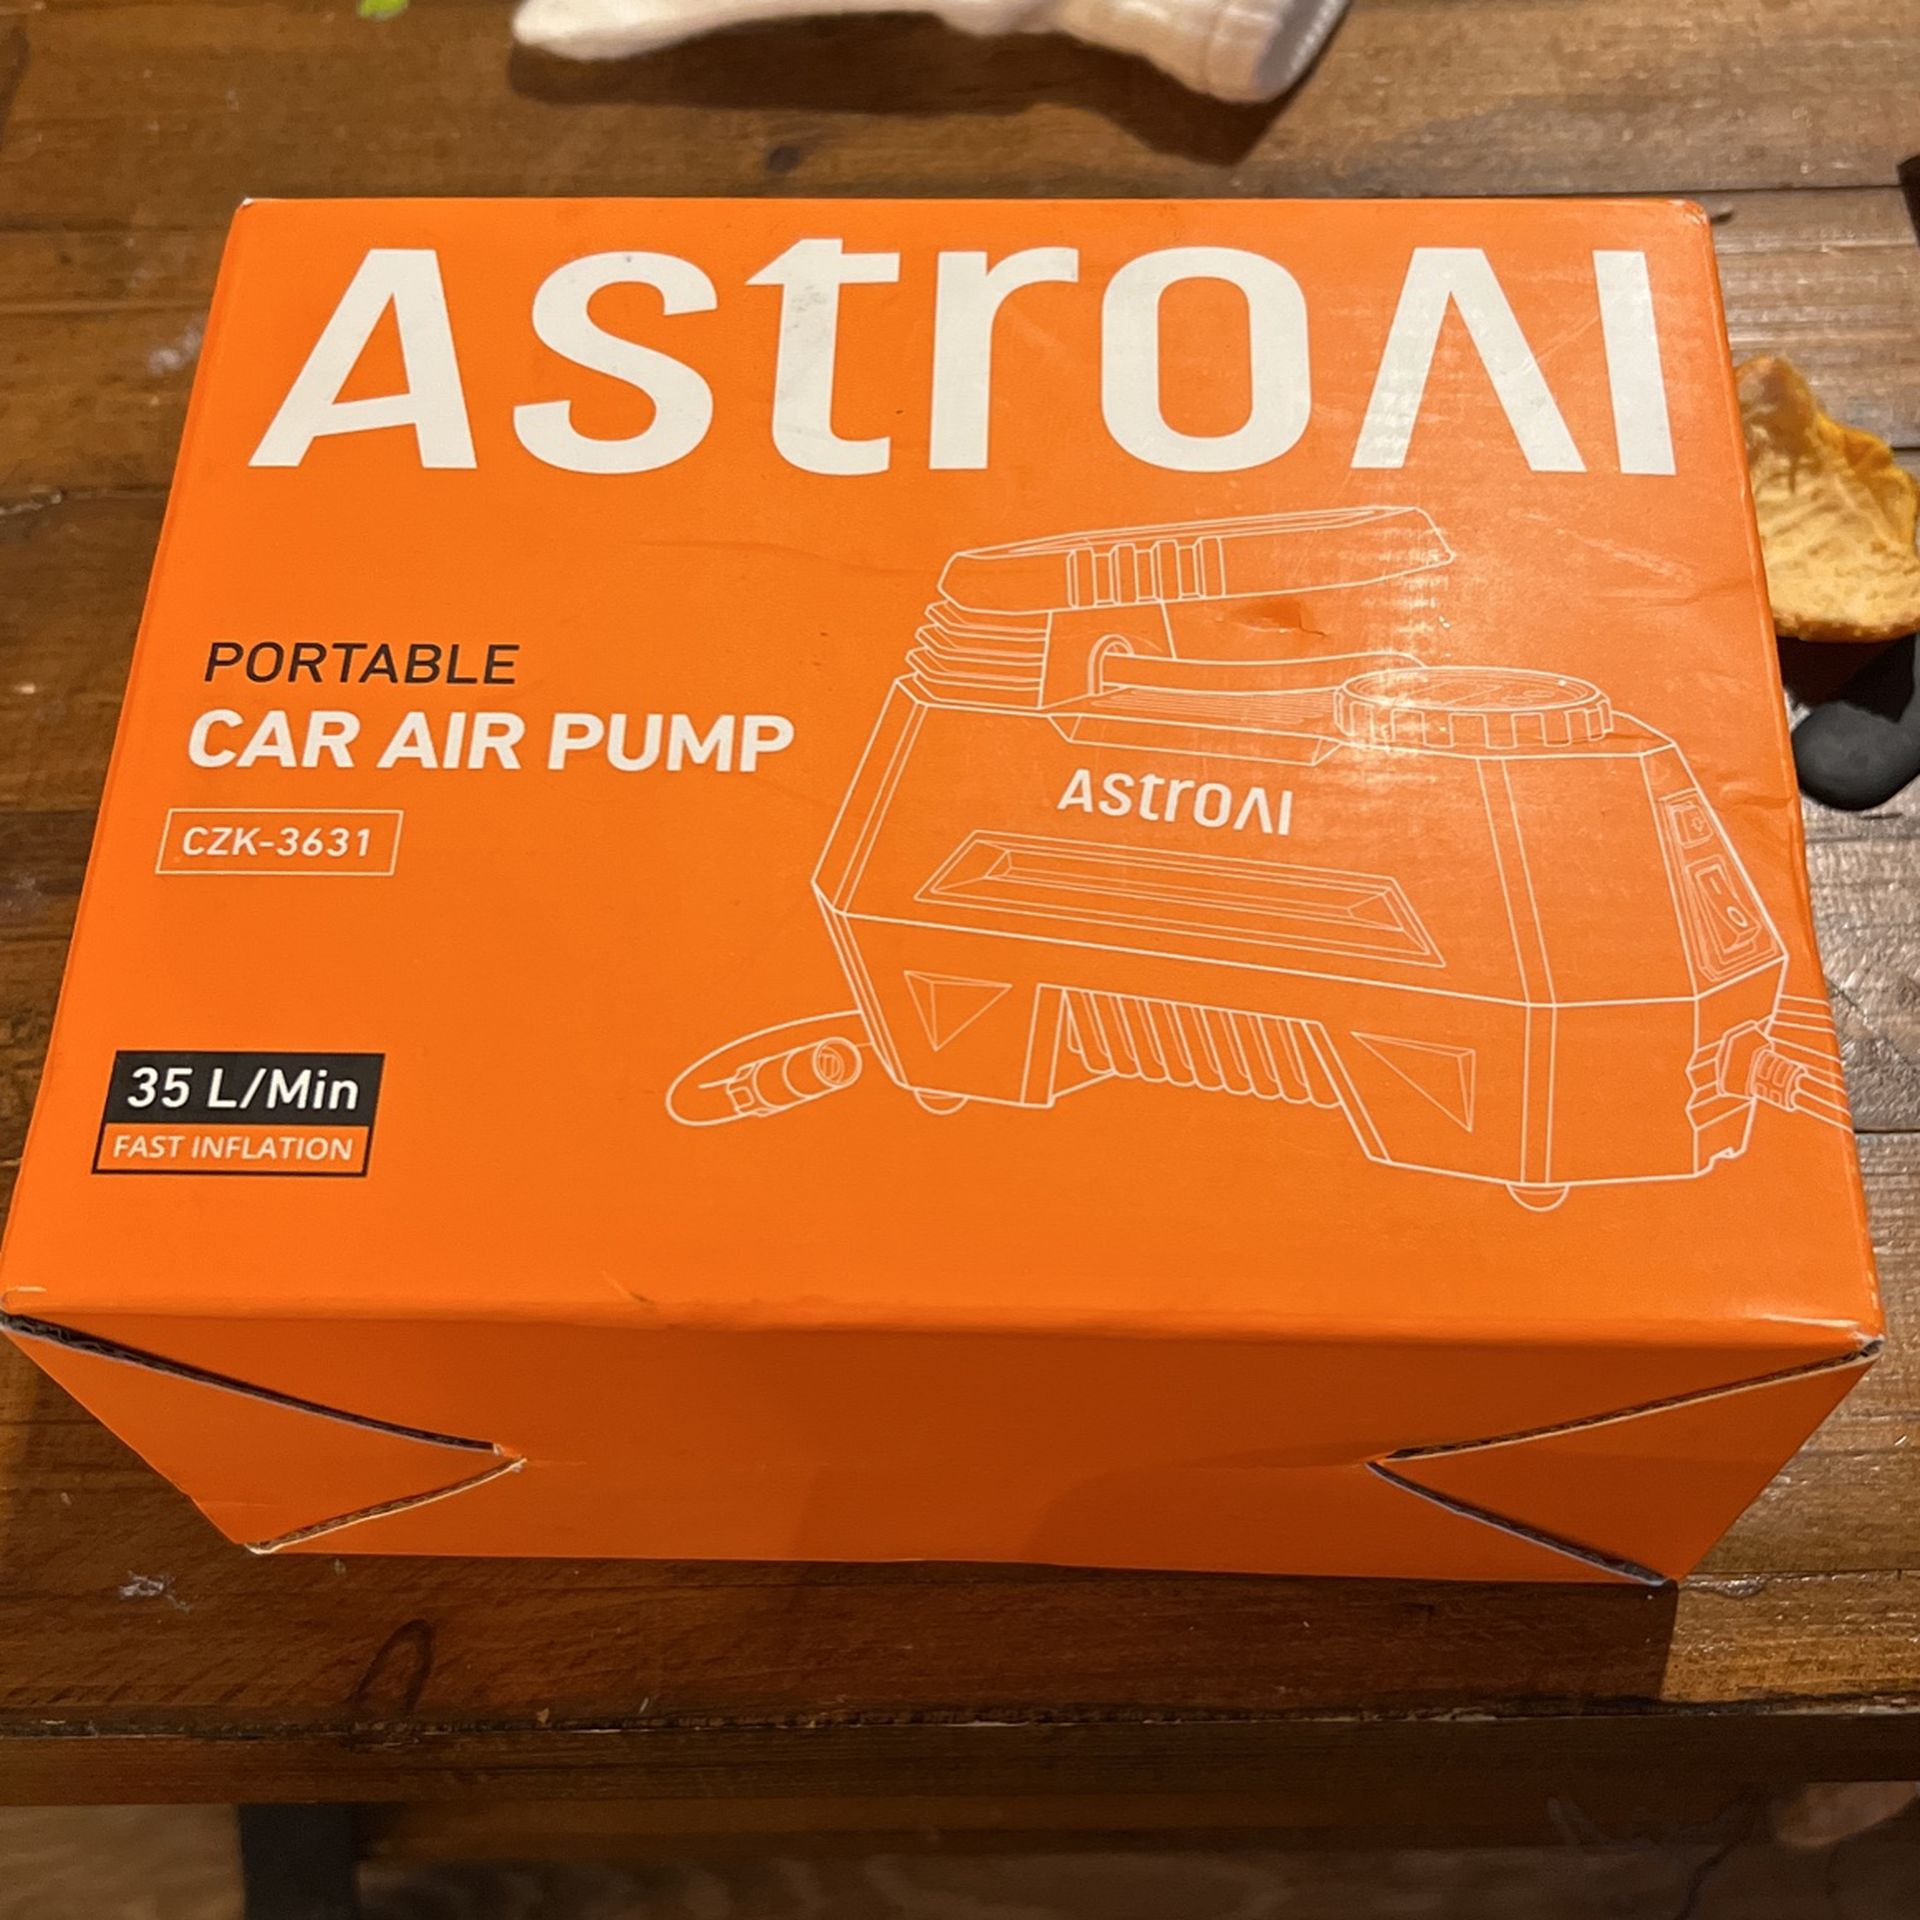 AstroAI
PORTABLE
CAR AIR PUMP
CZK-3631
AstroAI
35 L/Min
FAST INFLATION